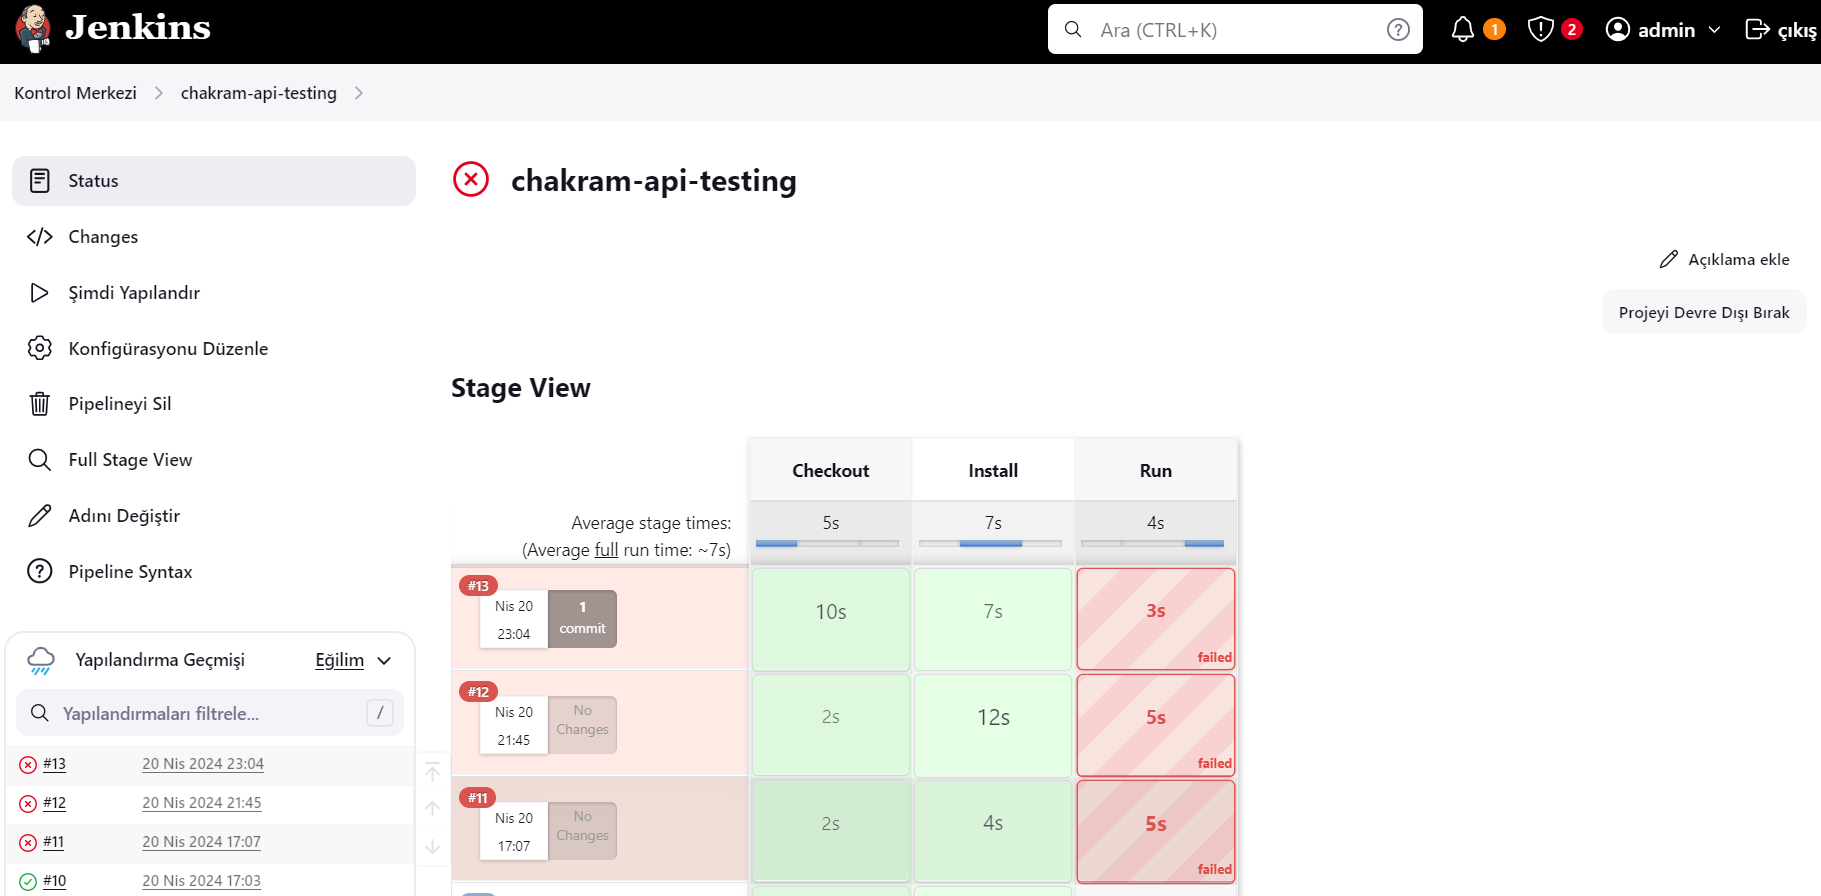 Jenkins
Ara (CTRL+K)
?
1
2
admin
çıkış
Kontrol Merkezi
chakram-api-testing
Status
Changes
Şimdi Yapılandır
Konfigürasyonu Düzenle
Pipelineyi Sil
Full Stage View
Adını Değiştir
Pipeline Syntax
Yapılandırma Geçmişi
Eğilim
Yapılandırmaları filtrele...
/
#13 20 Nis 2024 23:04
#12 20 Nis 2024 21:45
#11 20 Nis 2024 17:07
#10 20 Nis 2024 17:03
chakram-api-testing
Açıklama ekle
Projeyi Devre Dışı Bırak
Stage View
Checkout Install Run
Average stage times: 5s 7s 4s
(Average full run time: ~7s)
#13
Nis 20
23:04
1
commit
10s
7s
3s
failed
#12
Nis 20
21:45
No
Changes
2s
12s
5s
failed
#11
Nis 20
17:07
No
Changes
2s
4s
5s
failed